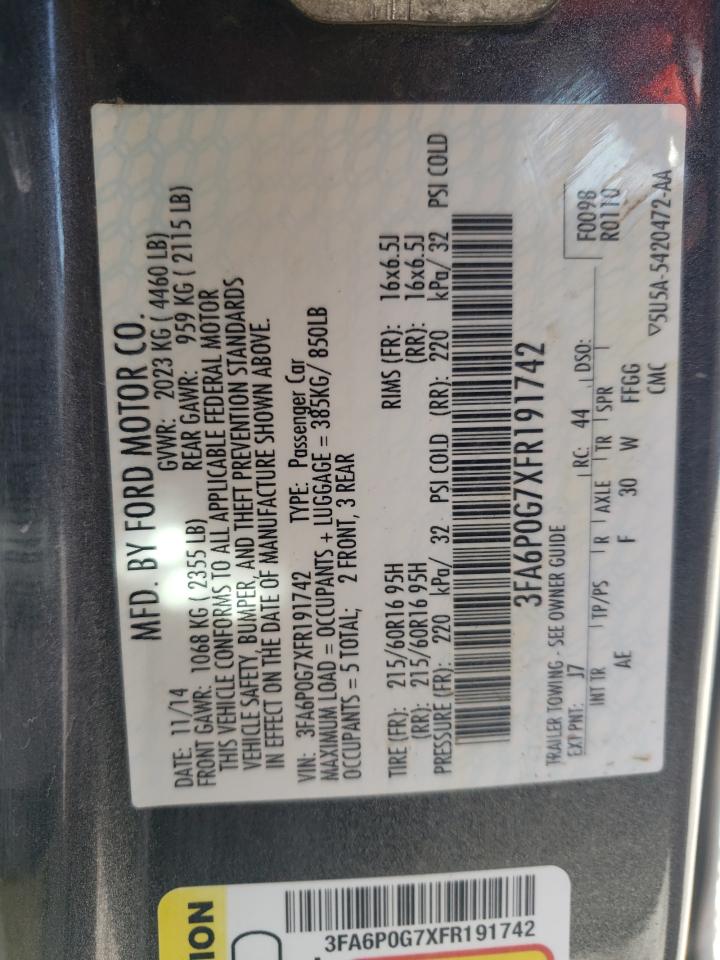 MFD. BY FORD MOTOR CO.
DATE: 11/14 GVWR: 2023 KG ( 4460 LB)
FRONT GAWR: 1068 KG ( 2355 LB) REAR GAWR: 959 KG ( 2115 LB)
THIS VEHICLE CONFORMS TO ALL APPLICABLE FEDERAL MOTOR
VEHICLE SAFETY, BUMPER, AND THEFT PREVENTION STANDARDS
IN EFFECT ON THE DATE OF MANUFACTURE SHOWN ABOVE.
VIN: 3FA6P0G7XFR191742 TYPE: Passenger Car
MAXIMUM LOAD = OCCUPANTS + LUGGAGE = 385KG/ 850LB
OCCUPANTS = 5 TOTAL; 2 FRONT, 3 REAR
TIRE (FR): 215/60R16 95H RIMS (FR): 16x6.5J
(RR): 215/60R16 95H (RR): 16x6.5J
PRESSURE (FR): 220 kPa/ 32 PSI COLD (RR): 220 kPa/ 32 PSI COLD
3FA6P0G7XFR191742
TRAILER TOWING - SEE OWNER GUIDE F0098
R0110
EXT PNT: J7 RC: 44 DSO:
INT TR TP/PS R AXLE TR SPR
AE F 30 W FFGG
CMC
▽5U5A-5420472-AA
ION
3FA6P0G7XFR191742